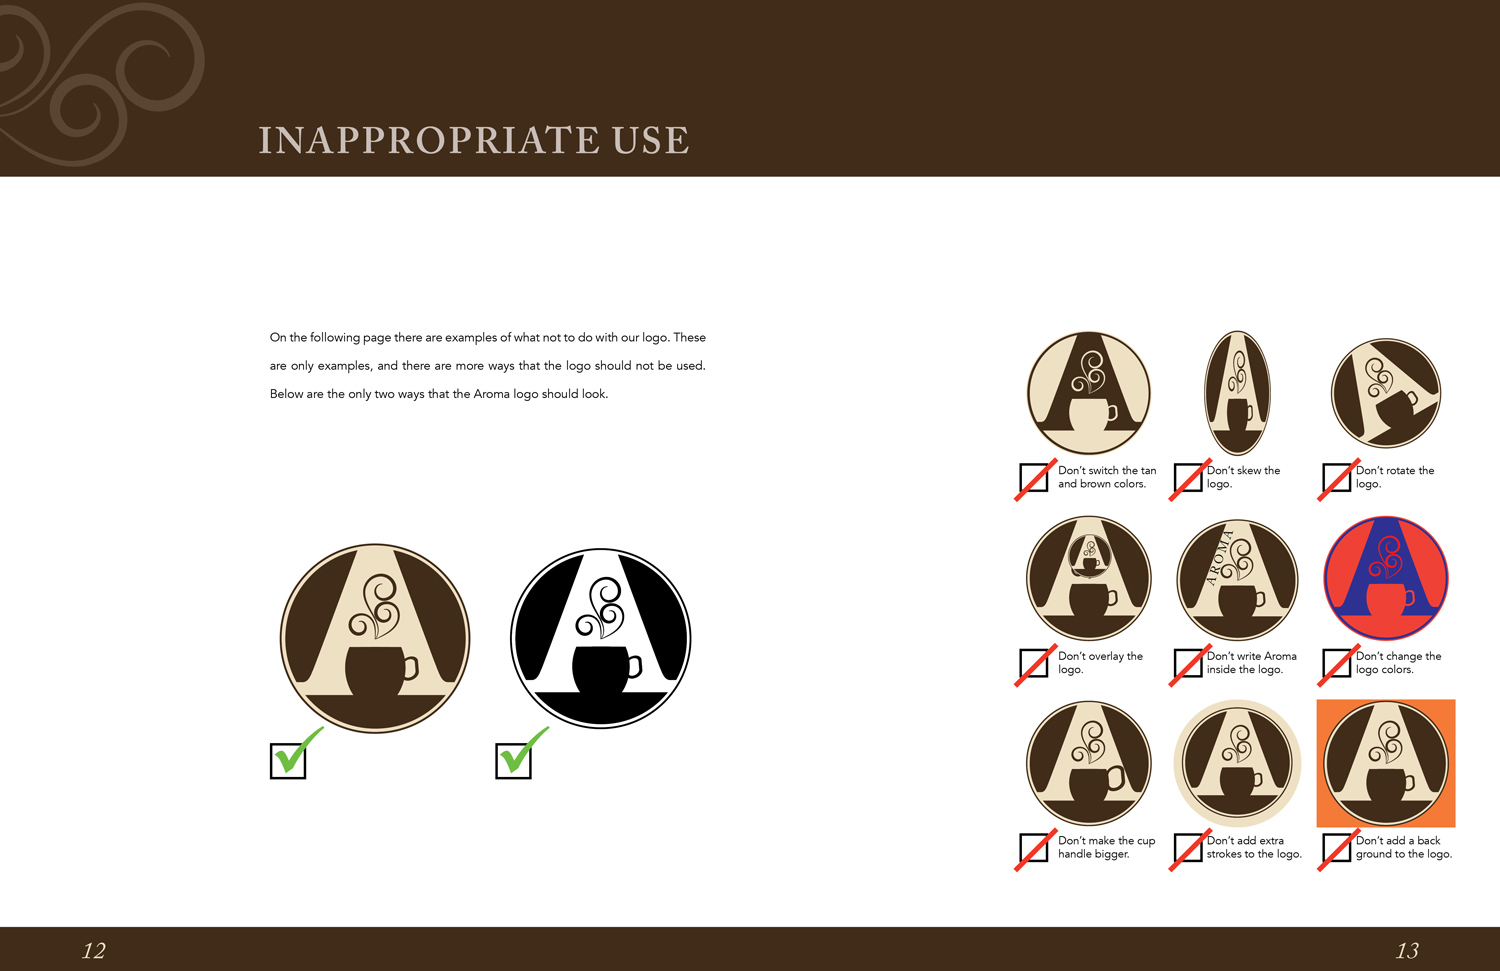 INAPPROPRIATE USE
On the following page there are examples of what not to do with our logo. These
are only examples, and there are more ways that the logo should not be used.
Below are the only two ways that the Aroma logo should look.
Don't switch the tan
and brown colors.
Don't skew the
logo.
Don't rotate the
logo.
AROMA
Don't overlay the
logo.
Don't write Aroma
inside the logo.
Don't change the
logo colors.
Don't make the cup
handle bigger.
Don't add extra
strokes to the logo.
Don't add a back
ground to the logo.
12
13